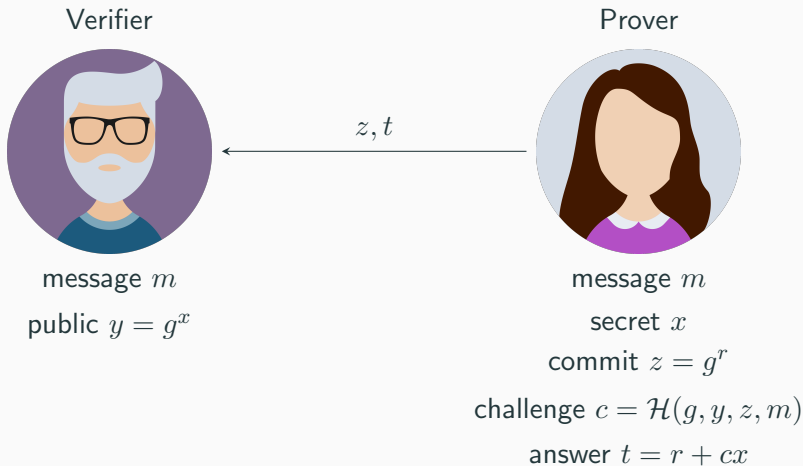 Verifier
Prover
z, t
message m
public y = g^x
message m
secret x
commit z = g^r
challenge c = ℋ(g, y, z, m)
answer t = r + cx